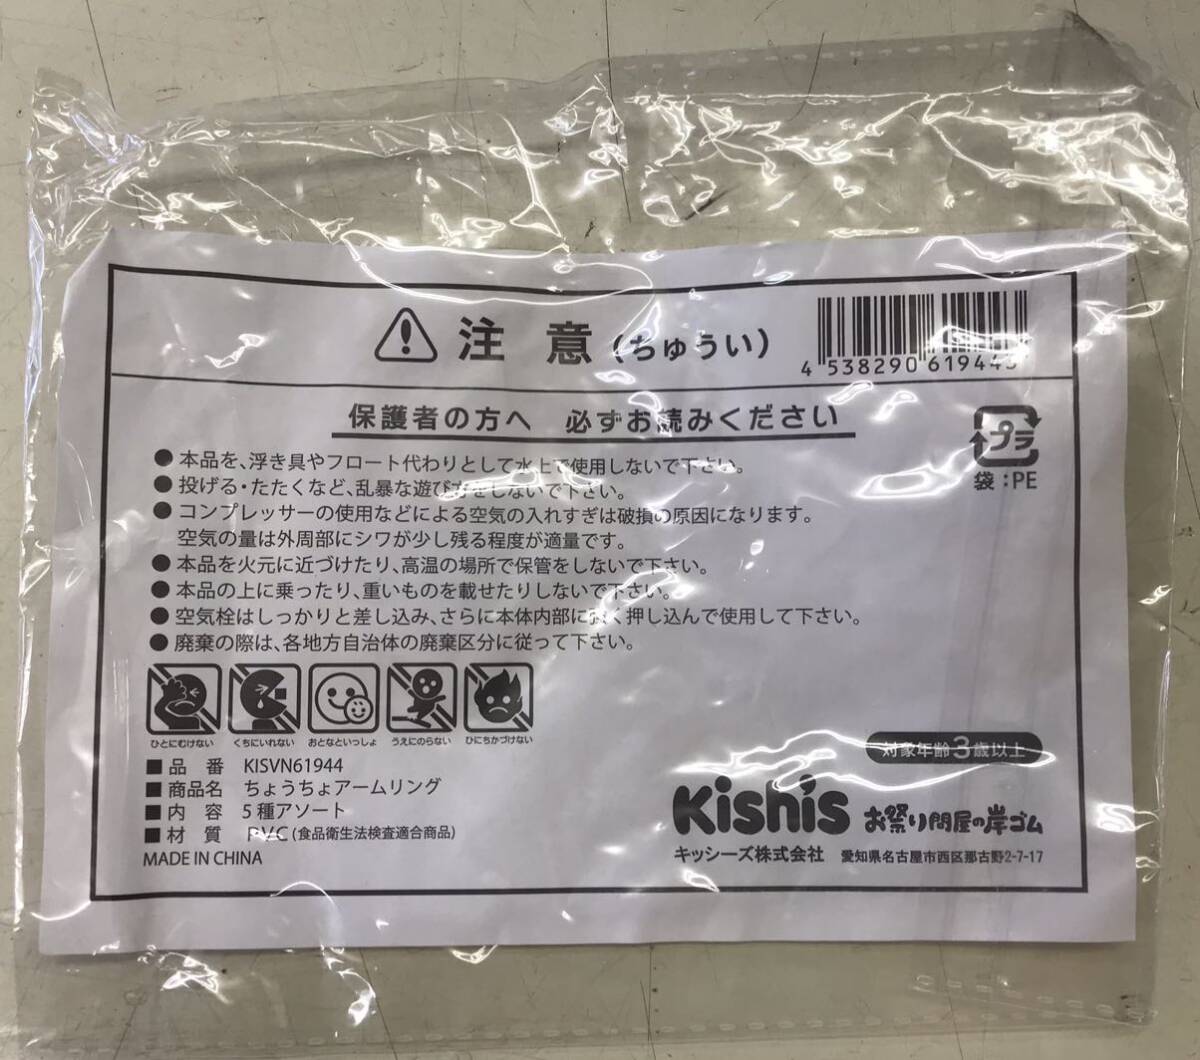 注意(ちゅうい)
4 538290 61944
保護者の方へ 必ずお読みください
プラ
袋:PE
●本品を、浮き具やフロート代わりとして水上で使用しないで下さい。
●投げる・たたくなど、乱暴な遊び方をしないで下さい。
●コンプレッサーの使用などによる空気の入れすぎは破損の原因になります。
空気の量は外周部にシワが少し残る程度が適量です。
●本品を火元に近づけたり、高温の場所で保管をしないで下さい。
●本品の上に乗ったり、重いものを載せたりしないで下さい。
●空気栓はしっかりと差し込み、さらに本体内部に強く押し込んで使用して下さい。
●廃棄の際は、各地方自治体の廃棄区分に従って下さい。
ひとにむけない くちにいれない おとなといっしょ うえにのらない ひにちかづけない
■品 番 KISVN61944
■商品名 ちょうちょアームリング
■内 容 5種アソート
■材 質 PVC(食品衛生法検査適合商品)
MADE IN CHINA
対象年齢3歳以上
Kishi's お祭り問屋の岸ゴム
キッシーズ株式会社 愛知県名古屋市西区那古野2-7-17